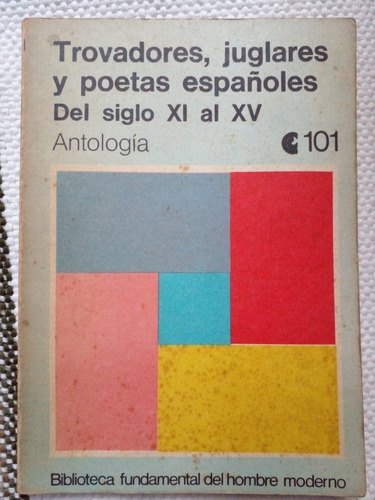 Trovadores, juglares
y poetas españoles
Del siglo XI al XV
Antología
101
Biblioteca fundamental del hombre moderno